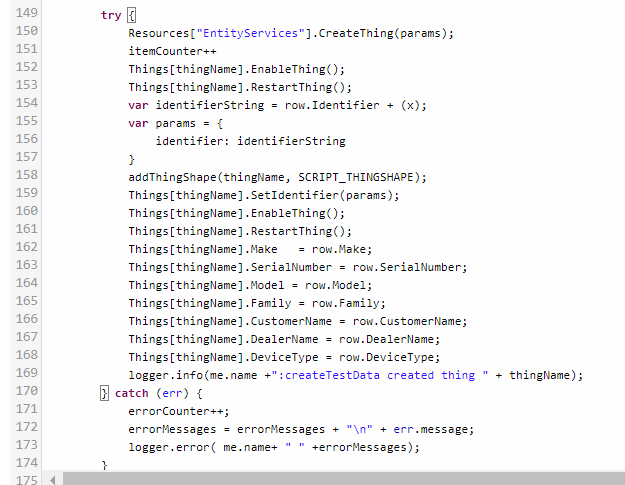 149 try {
150 Resources["EntityServices"].CreateThing(params);
151 itemCounter++
152 Things[thingName].EnableThing();
153 Things[thingName].RestartThing();
154 var identifierString = row.Identifier + (x);
155 var params = {
156 identifier: identifierString
157 }
158 addThingShape(thingName, SCRIPT_THINGSHAPE);
159 Things[thingName].SetIdentifier(params);
160 Things[thingName].EnableThing();
161 Things[thingName].RestartThing();
162 Things[thingName].Make   = row.Make;
163 Things[thingName].SerialNumber = row.SerialNumber;
164 Things[thingName].Model = row.Model;
165 Things[thingName].Family = row.Family;
166 Things[thingName].CustomerName = row.CustomerName;
167 Things[thingName].DealerName = row.DealerName;
168 Things[thingName].DeviceType = row.DeviceType;
169 logger.info(me.name +":createTestData created thing " + thingName);
170 } catch (err) {
171 errorCounter++;
172 errorMessages = errorMessages + "\n" + err.message;
173 logger.error( me.name+ " " +errorMessages);
174 }
175